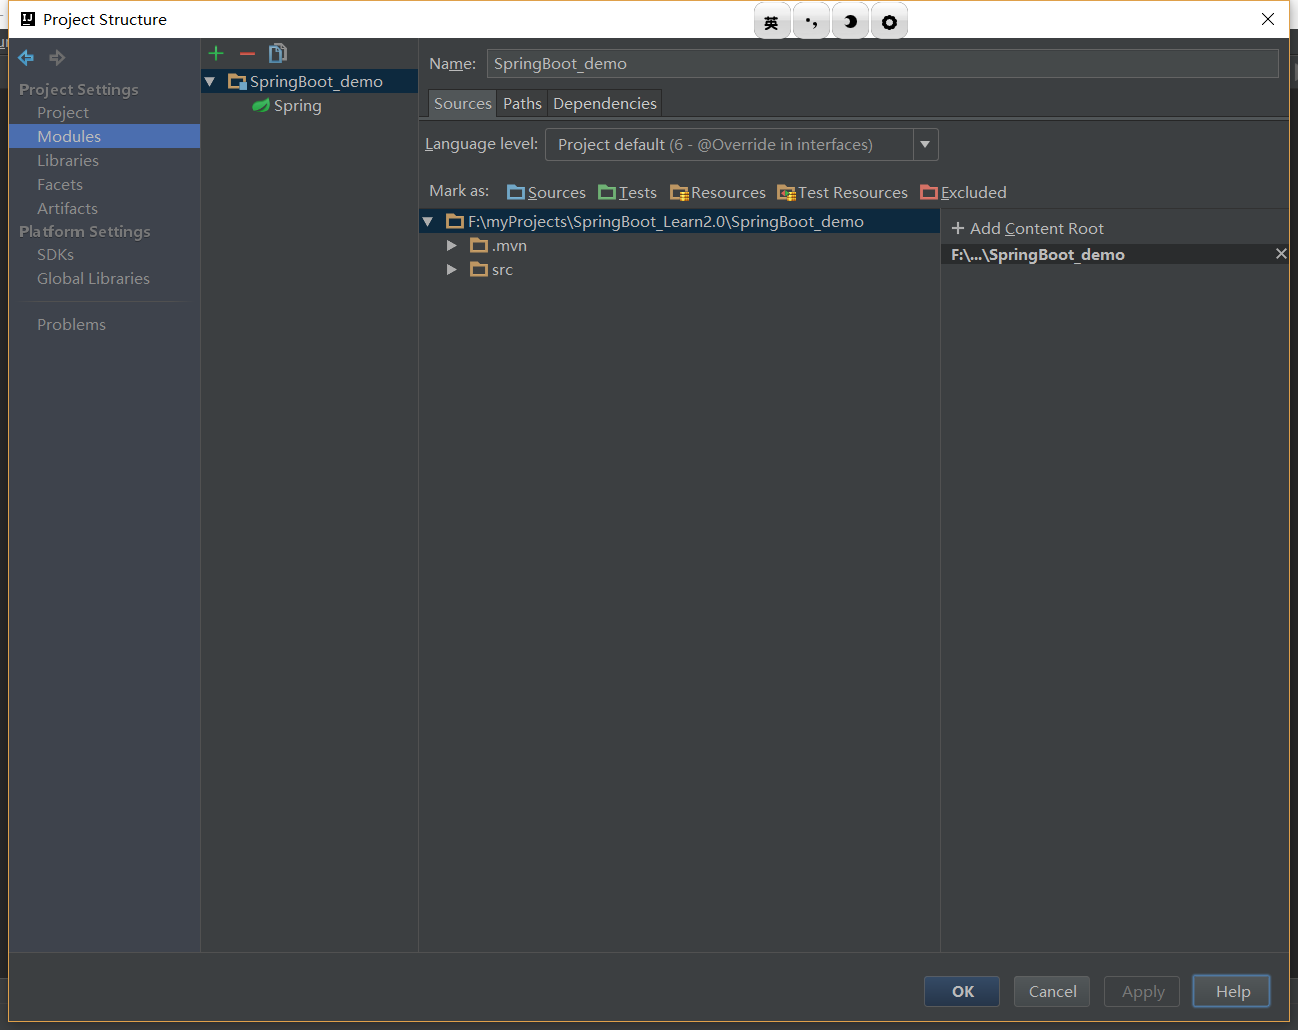 Project Structure
英
Project Settings
Project
Modules
Libraries
Facets
Artifacts
Platform Settings
SDKs
Global Libraries
Problems
SpringBoot_demo
Spring
Name: SpringBoot_demo
Sources Paths Dependencies
Language level: Project default (6 - @Override in interfaces)
Mark as: Sources Tests Resources Test Resources Excluded
F:\myProjects\SpringBoot_Learn2.0\SpringBoot_demo
.mvn
src
+ Add Content Root
F:\...\SpringBoot_demo
OK Cancel Apply Help